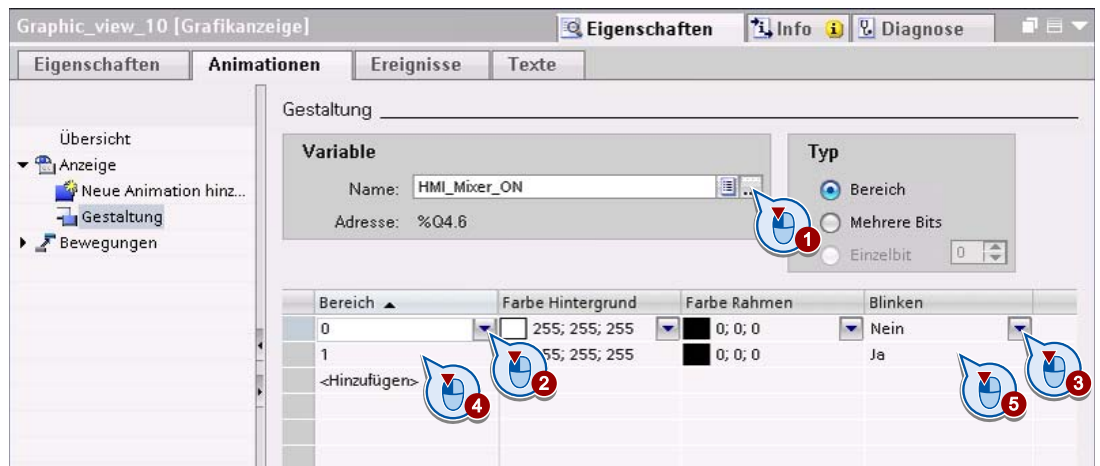 Graphic_view_10 [Grafikanzeige]
Eigenschaften
Info
Diagnose
Eigenschaften
Animationen
Ereignisse
Texte
Übersicht
Anzeige
Neue Animation hinz...
Gestaltung
Bewegungen
Gestaltung
Variable
Name: HMI_Mixer_ON
...
Adresse: %Q4.6
Typ
Bereich
Mehrere Bits
Einzelbit 0
1
Bereich Farbe Hintergrund Farbe Rahmen Blinken
0 255; 255; 255 0; 0; 0 Nein
1 55; 255; 255 0; 0; 0 Ja
<Hinzufügen>
2
3
4
5